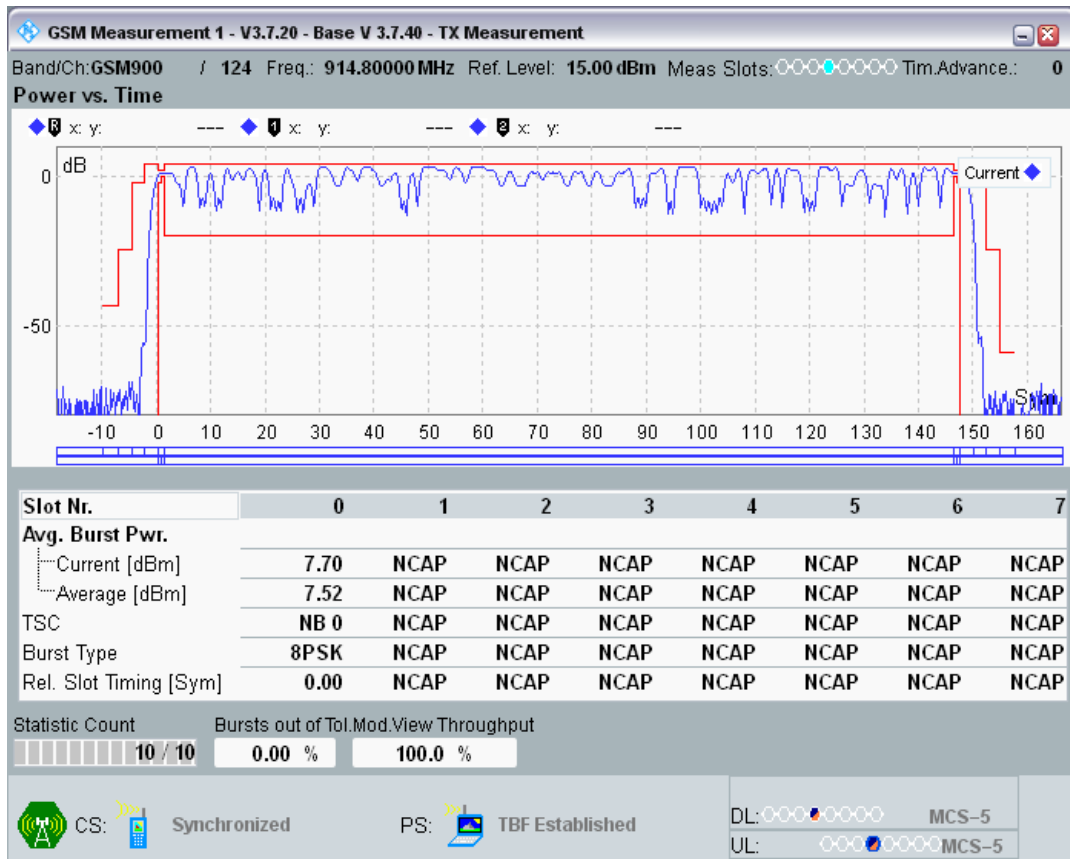 GSM Measurement 1 - V3.7.20 - Base V 3.7.40 - TX Measurement
Band/Ch:GSM900 / 124 Freq.: 914.80000 MHz Ref. Level: 15.00 dBm Meas Slots: Tim.Advance.: 0
Power vs. Time
R x: y: --- 1 x: y: --- 2 x: y: ---
dB
0
Current
-50
Sym
-10 0 10 20 30 40 50 60 70 80 90 100 110 120 130 140 150 160
Slot Nr. 0 1 2 3 4 5 6 7
Avg. Burst Pwr.
Current [dBm] 7.70 NCAP NCAP NCAP NCAP NCAP NCAP NCAP
Average [dBm] 7.52 NCAP NCAP NCAP NCAP NCAP NCAP NCAP
TSC NB 0 NCAP NCAP NCAP NCAP NCAP NCAP NCAP
Burst Type 8PSK NCAP NCAP NCAP NCAP NCAP NCAP NCAP
Rel. Slot Timing [Sym] 0.00 NCAP NCAP NCAP NCAP NCAP NCAP NCAP
Statistic Count Bursts out of Tol.Mod.View Throughput
10 / 10 0.00 % 100.0 %
CS: Synchronized PS: TBF Established DL: MCS-5
UL: MCS-5